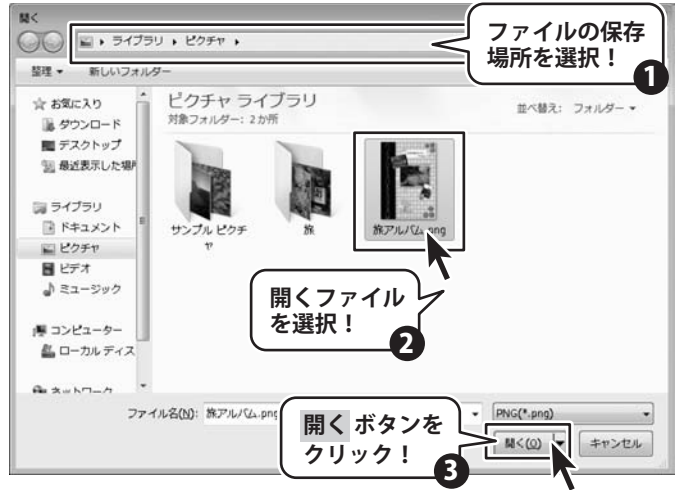 開く
ライブラリ ▸ ピクチャ ▸
ファイルの保存
場所を選択！
1
整理 ▼ 新しいフォルダー
お気に入り
ダウンロード
デスクトップ
最近表示した場所
ライブラリ
ドキュメント
ピクチャ
ビデオ
ミュージック
コンピューター
ローカル ディス
ネットワーク
ピクチャ ライブラリ
対象フォルダー: 2 か所
並べ替え: フォルダー ▼
サンプル ピクチ
ャ
旅
旅アルバム.png
開くファイル
を選択！
2
ファイル名(N): 旅アルバム.png
PNG(*.png)
開く ボタンを
クリック！
3
開く(O)
キャンセル